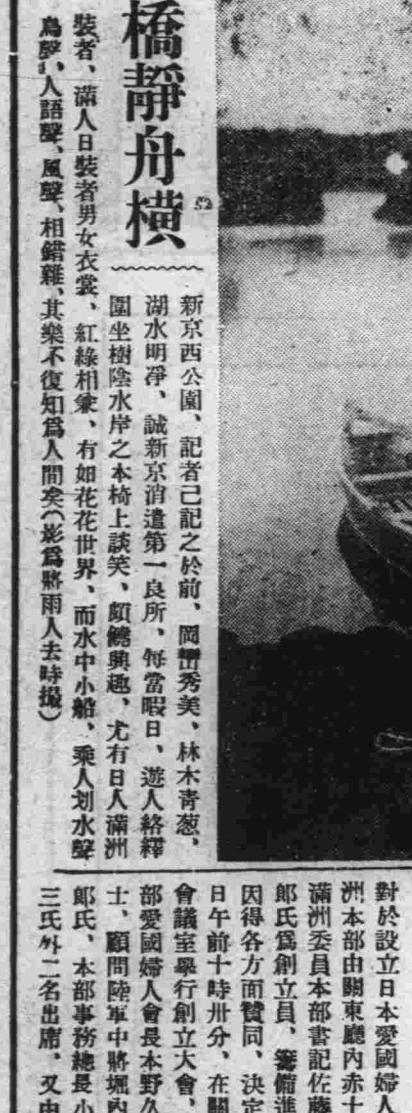 橋靜舟橫
新京西公園、記者己記之於前、岡巒秀美、林木青葱、
湖水明淨、誠新京消遣第一良所、每當暇日、遊人絡繹
圍坐樹陰水岸之本椅上談笑、頗饒興趣、尤有日人滿洲
裝者、滿人日裝者男女衣裳、紅綠相兼、有如花花世界、而水中小船、乘人划水聲
鳥聲、人語聲、風聲、相錯雜、其樂不復知爲人間矣(影爲將雨人去時撮)
對於設立日本愛國婦人
洲本部由關東廳內赤十
滿洲委員本部書記佐藤
郎氏爲創立員、籌備進
因得各方面贊同、決定
日午前十時卅分、在關
會議室舉行創立大會、
部愛國婦人會長本野久
士、顧問陸軍中將堀內
郎氏、本部事務總長小
三氏外二名出席、又由